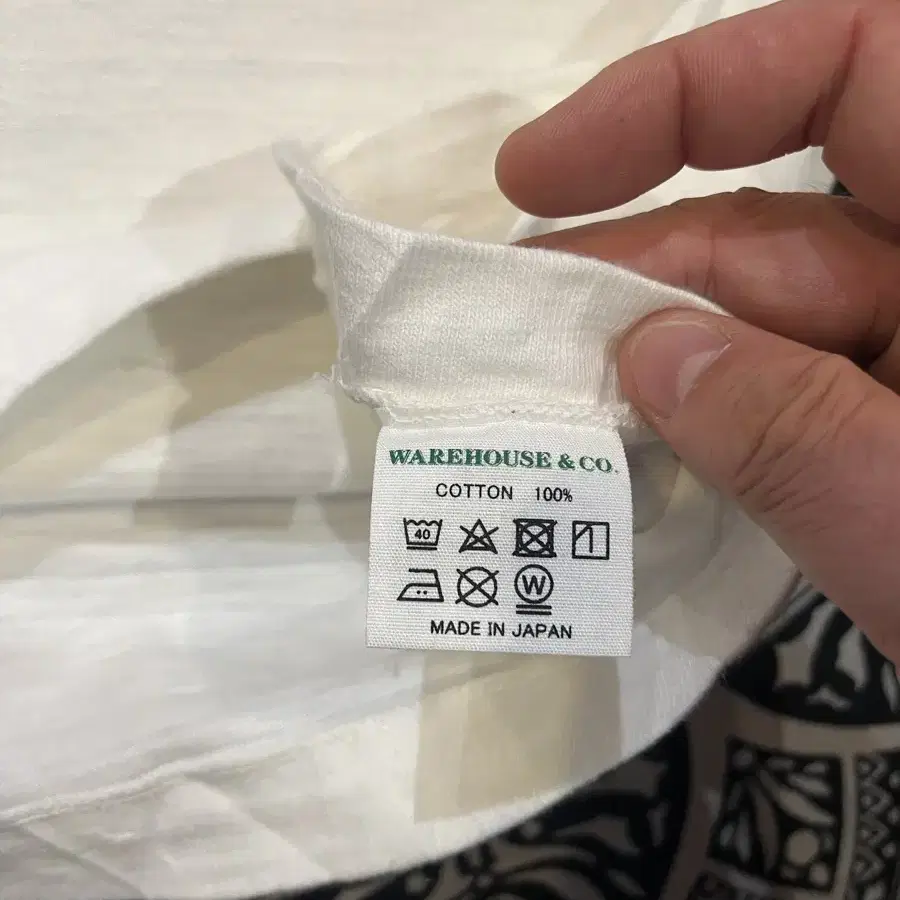 WAREHOUSE & CO.
COTTON 100%
40
W
MADE IN JAPAN